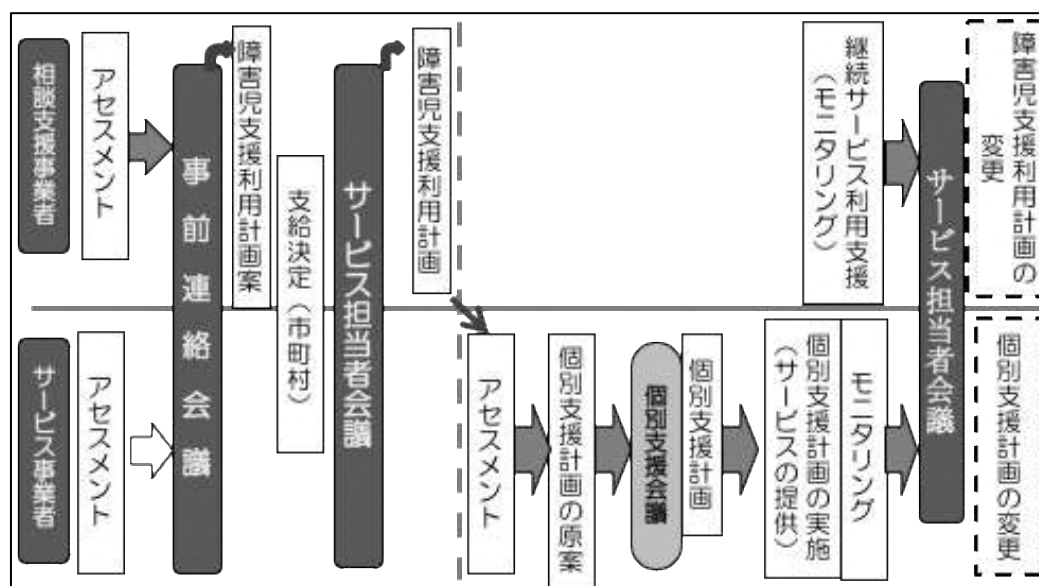 相談支援事業者
アセスメント
事前連絡会議
障害児支援利用計画案
支給決定（市町村）
サービス担当者会議
障害児支援利用計画
継続サービス利用支援
（モニタリング）
サービス担当者会議
障害児支援利用計画の
変更
サービス事業者
アセスメント
アセスメント
個別支援計画の原案
個別支援会議
個別支援計画
個別支援計画の実施
（サービスの提供）
モニタリング
個別支援計画の変更